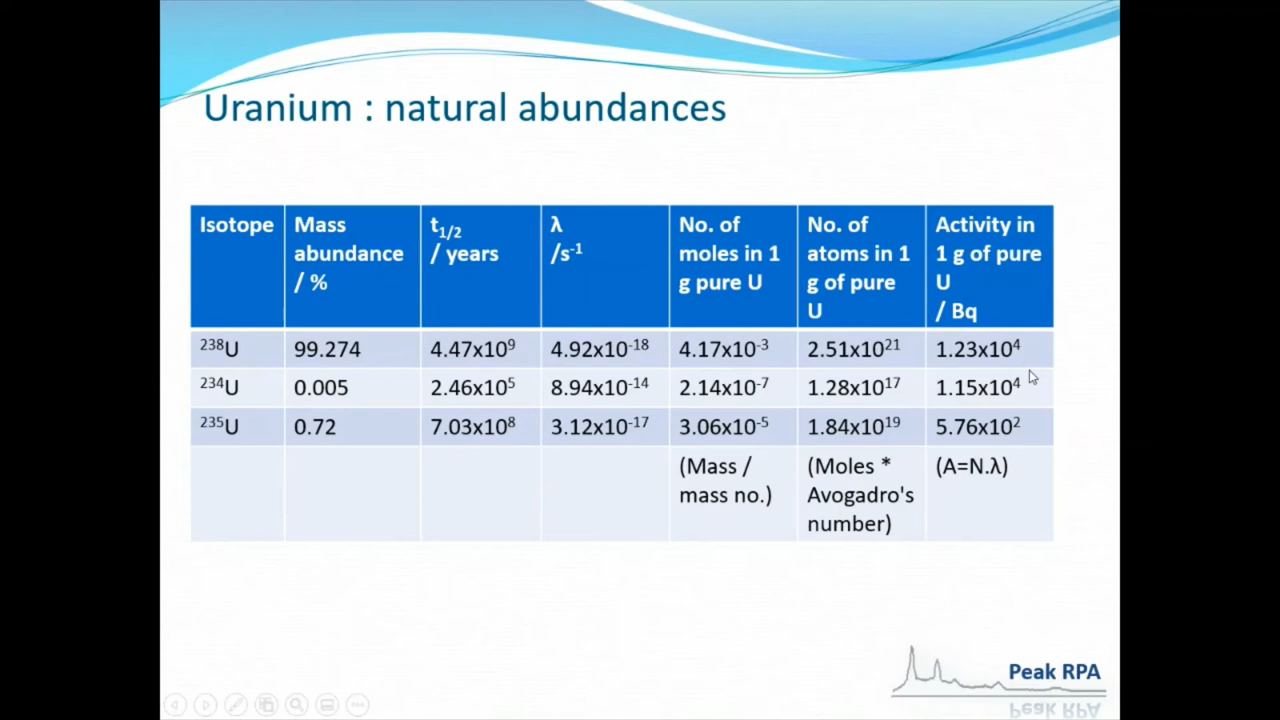 Uranium : natural abundances
Isotope
Mass
abundance
/ %
t1/2
/ years
λ
/s-1
No. of
moles in 1
g pure U
No. of
atoms in 1
g of pure
U
Activity in
1 g of pure
U
/ Bq
238U 99.274 4.47x10⁹ 4.92x10⁻¹⁸ 4.17x10⁻³ 2.51x10²¹ 1.23x10⁴
234U 0.005 2.46x10⁵ 8.94x10⁻¹⁴ 2.14x10⁻⁷ 1.28x10¹⁷ 1.15x10⁴
235U 0.72 7.03x10⁸ 3.12x10⁻¹⁷ 3.06x10⁻⁵ 1.84x10¹⁹ 5.76x10²
(Mass /
mass no.)
(Moles *
Avogadro's
number)
(A=N.λ)
Peak RPA